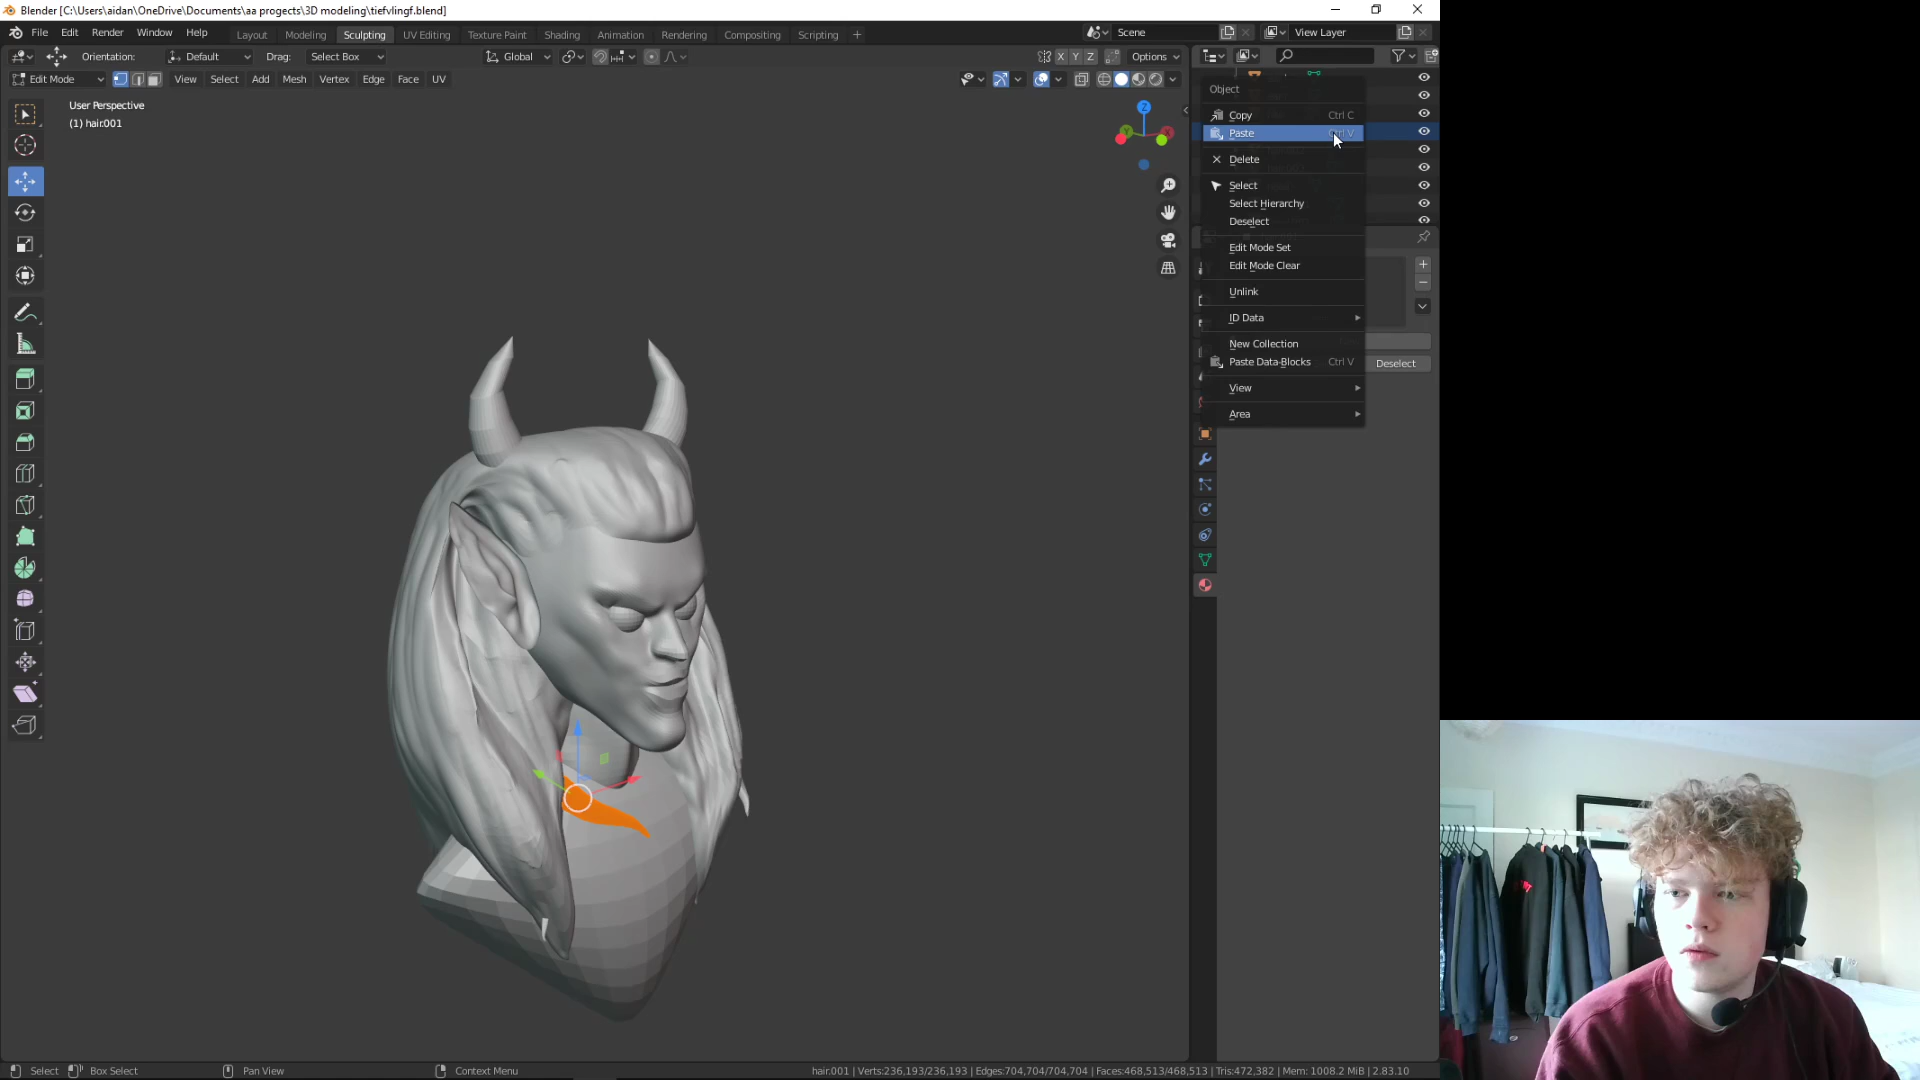 Blender [C:\Users\aidan\OneDrive\Documents\aa progects\3D modeling\tiefvlingf.blend]
File Edit Render Window Help
Layout Modeling Sculpting UV Editing Texture Paint Shading Animation Rendering Compositing Scripting +
Scene
View Layer
Orientation: Default Drag: Select Box
Global
X Y Z
Options
Edit Mode
View Select Add Mesh Vertex Edge Face UV
User Perspective
(1) hair.001
Z
Object
Copy Ctrl C
Paste Ctrl V
Delete
Select
Select Hierarchy
Deselect
Edit Mode Set
Edit Mode Clear
Unlink
ID Data
New Collection
Paste Data-Blocks Ctrl V
Deselect
View
Area
Select
Box Select
Pan View
Context Menu
hair.001 | Verts:236,193/236,193 | Edges:704,704/704,704 | Faces:468,513/468,513 | Tris:472,382 | Mem: 1008.2 MiB | 2.83.10